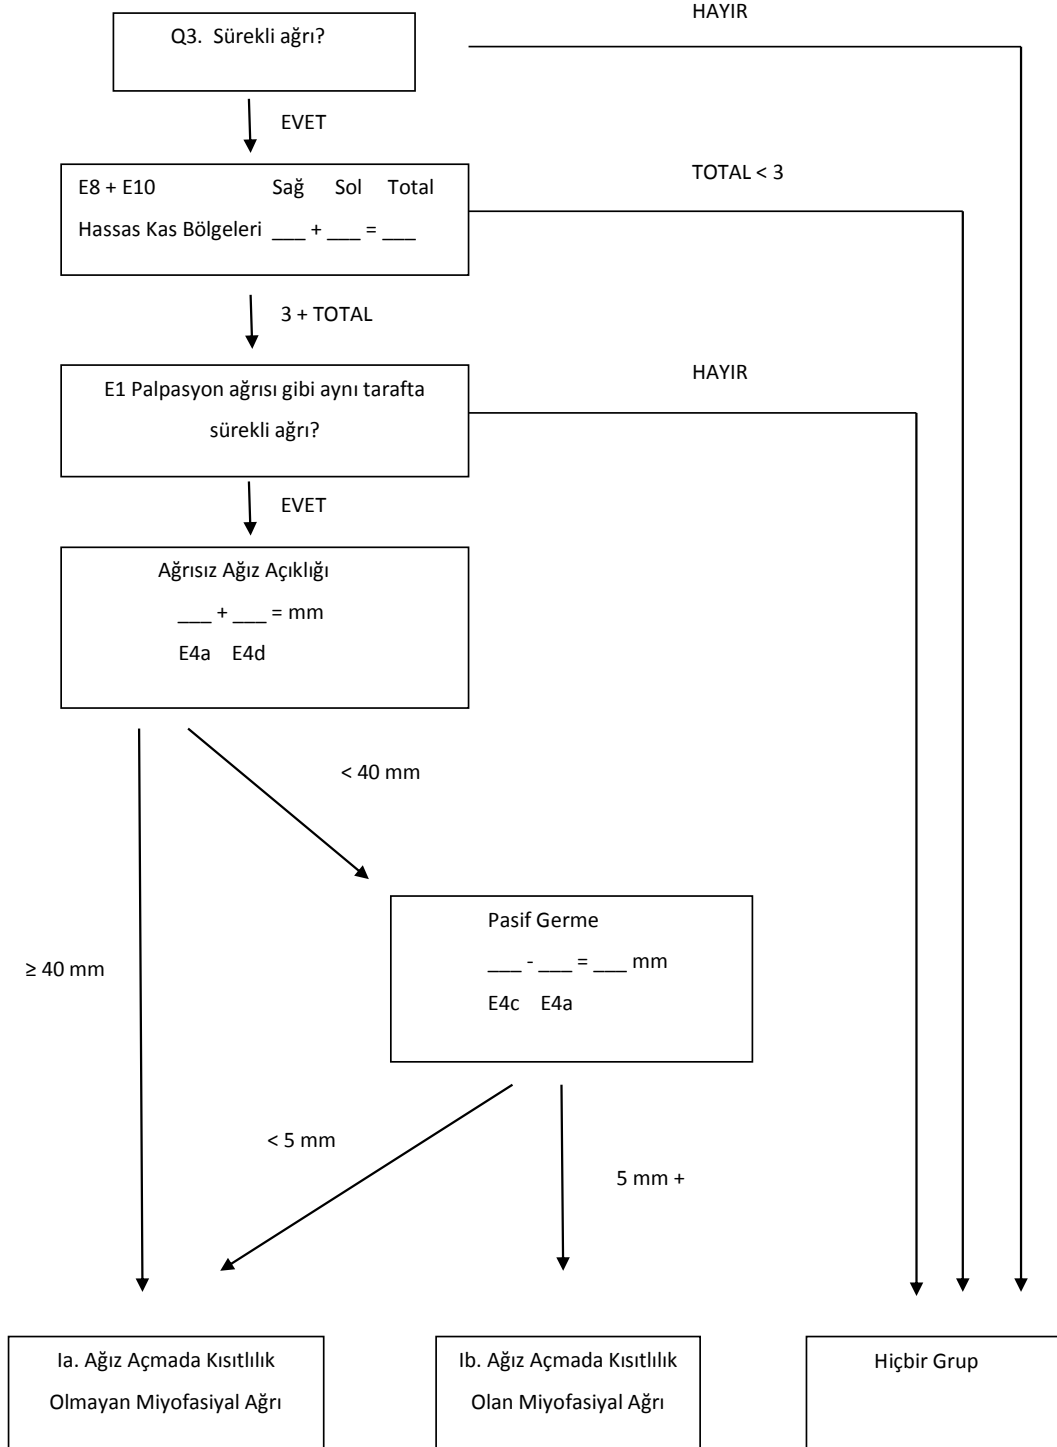 HAYIR
Q3. Sürekli ağrı?
EVET
TOTAL < 3
E8 + E10 Sağ Sol Total
Hassas Kas Bölgeleri ___ + ___ = ___
3 + TOTAL
HAYIR
E1 Palpasyon ağrısı gibi aynı tarafta
sürekli ağrı?
EVET
Ağrısız Ağız Açıklığı
___ + ___ = mm
E4a E4d
< 40 mm
Pasif Germe
___ - ___ = ___ mm
E4c E4a
≥ 40 mm
< 5 mm
5 mm +
Ia. Ağız Açmada Kısıtlılık
Olmayan Miyofasiyal Ağrı
Ib. Ağız Açmada Kısıtlılık
Olan Miyofasiyal Ağrı
Hiçbir Grup